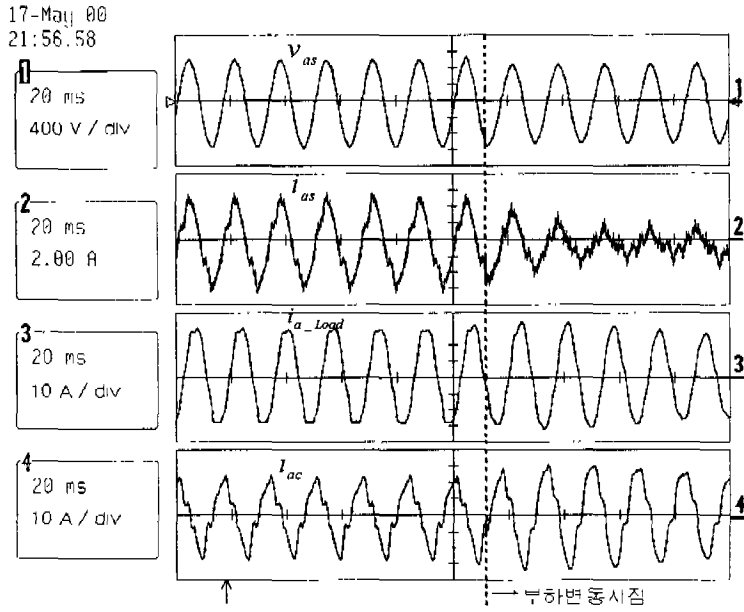 17-May 00
21:56.58
1
20 ms
400 V / div
2
20 ms
2.00 A
3
20 ms
10 A / div
4
20 ms
10 A / div
v_as
1
i_as
2
i_a_Load
3
i_ac
4
↑
→ 부하변동시점